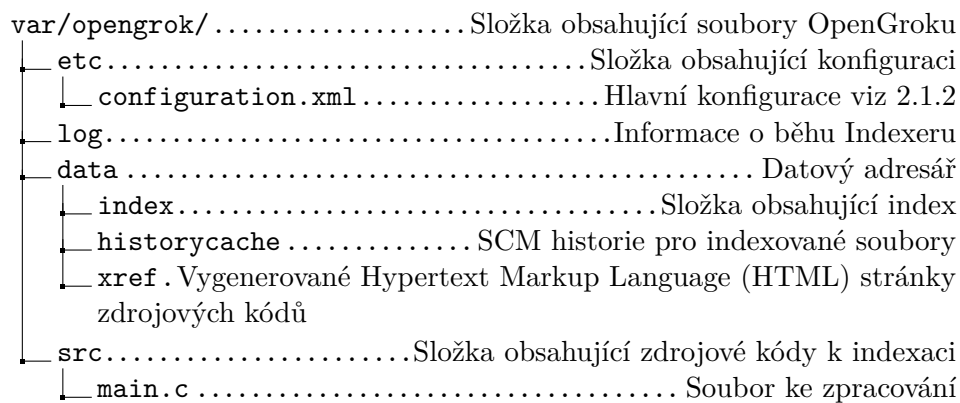 var/opengrok/...................Složka obsahující soubory OpenGroku
etc....................................Složka obsahující konfiguraci
configuration.xml..................Hlavní konfigurace viz 2.1.2
log.....................................Informace o běhu Indexeru
data.............................................. Datový adresář
index....................................Složka obsahující index
historycache..............SCM historie pro indexované soubory
xref.Vygenerované Hypertext Markup Language (HTML) stránky
zdrojových kódů
src.......................Složka obsahující zdrojové kódy k indexaci
main.c.................................... Soubor ke zpracování